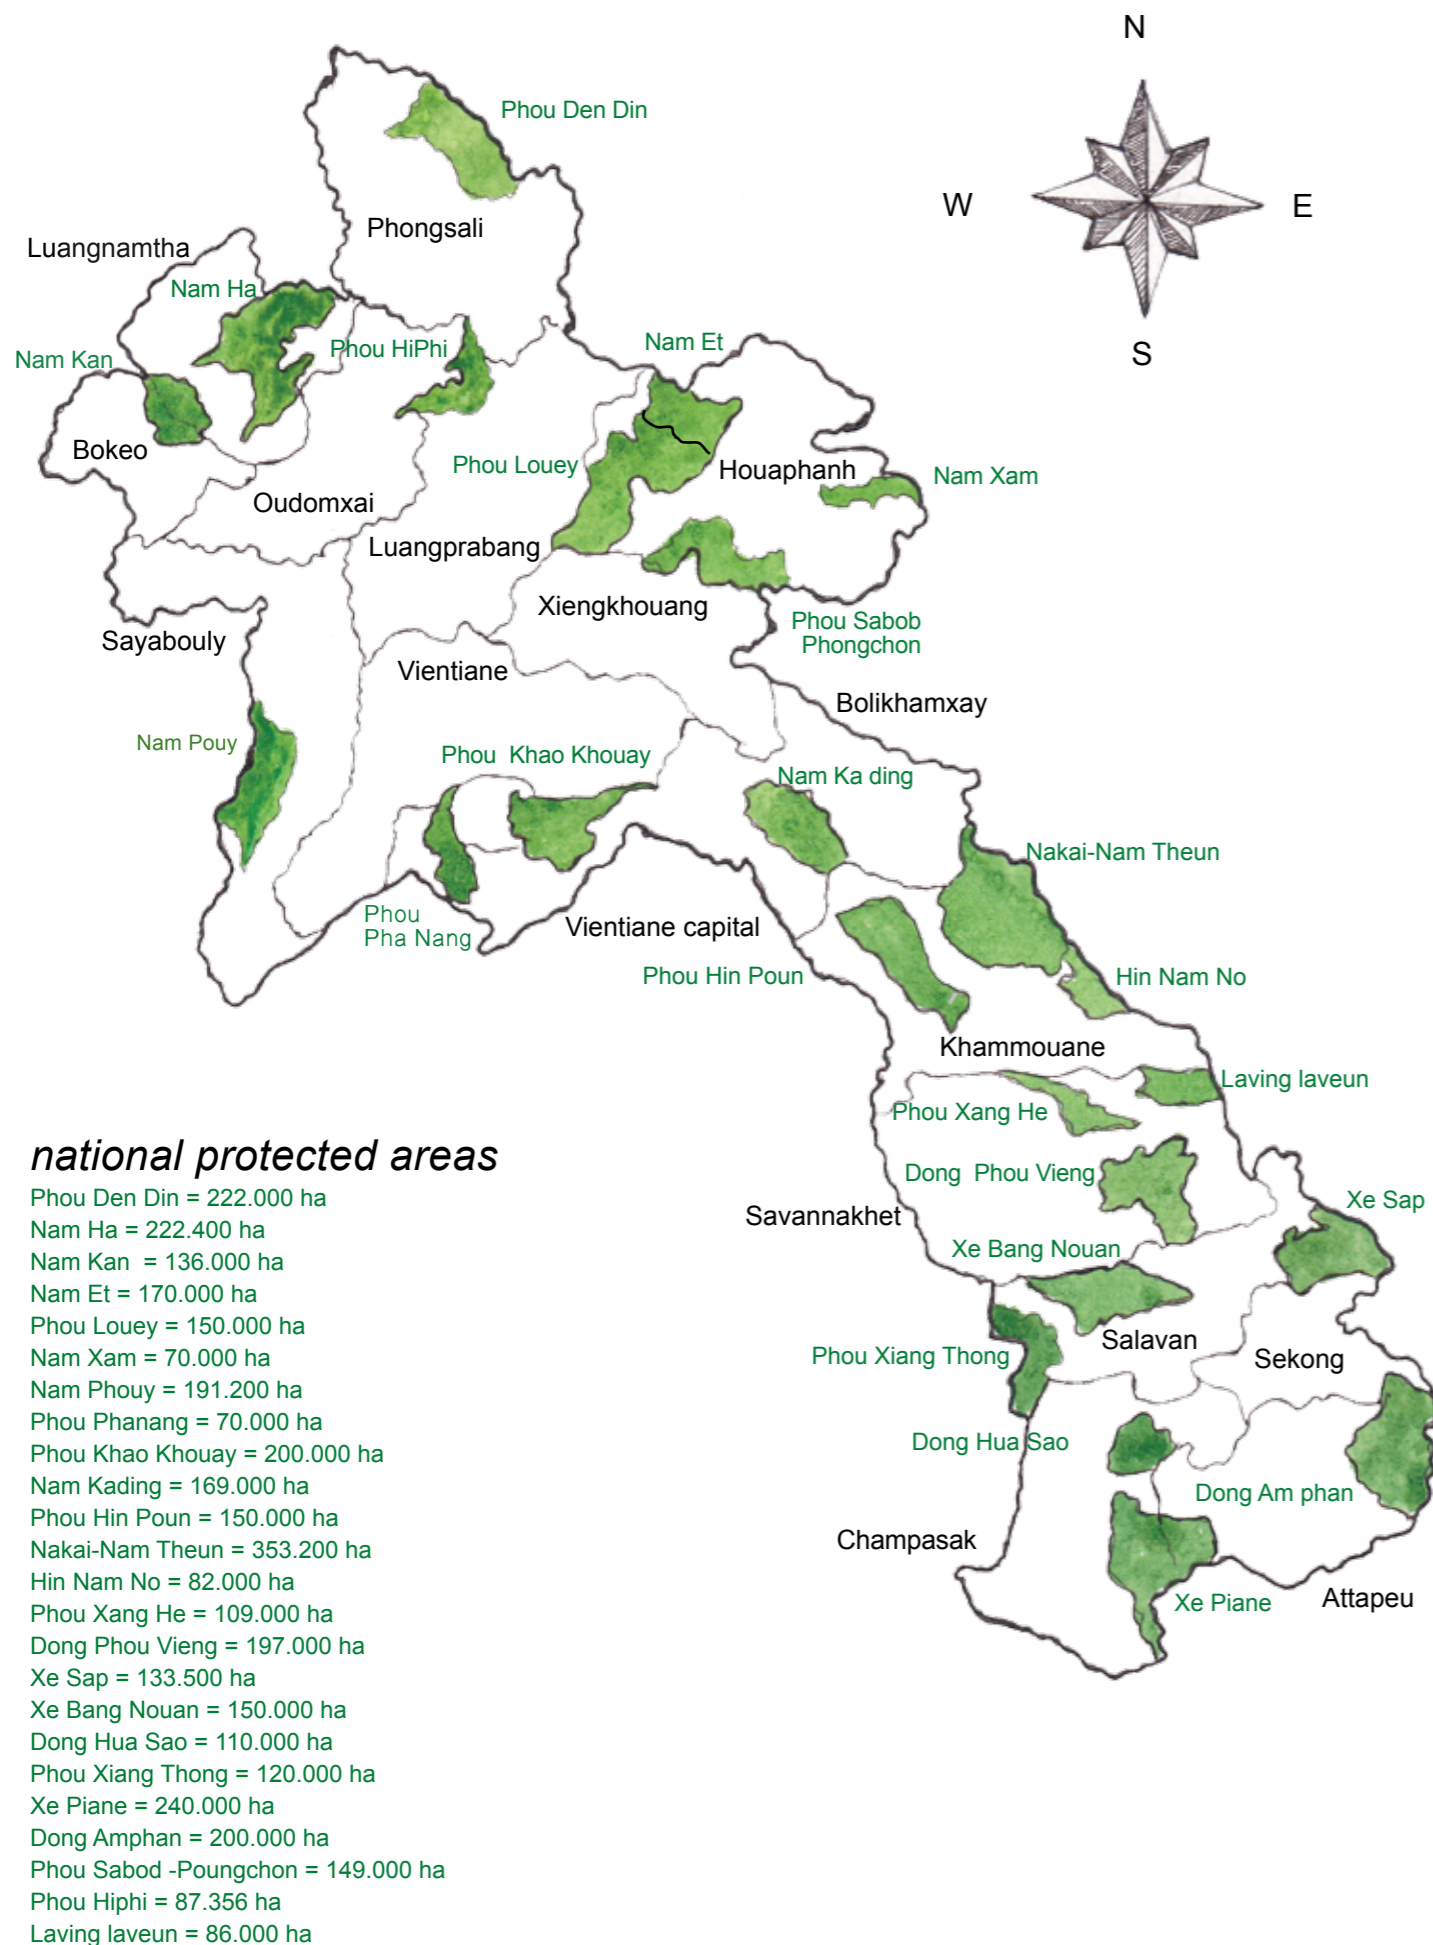 N
Phou Den Din
W
E
Phongsali
Luangnamtha
Nam Ha
Nam Et
S
Phou HiPhi
Nam Kan
Bokeo
Phou Louey
Houaphanh
Nam Xam
Oudomxai
Luangprabang
Xiengkhouang
Phou Sabob
Phongchon
Sayabouly
Vientiane
Bolikhamxay
Nam Pouy
Phou  Khao Khouay
Nam Ka ding
Nakai-Nam Theun
Phou
Pha Nang
Vientiane capital
Phou Hin Poun
Hin Nam No
Khammouane
Laving laveun
Phou Xang He
Dong  Phou Vieng
Savannakhet
Xe Sap
Xe Bang Nouan
Salavan
Phou Xiang Thong
Sekong
Dong Hua Sao
Dong Am phan
Champasak
Xe Piane
Attapeu
national protected areas
Phou Den Din = 222.000 ha
Nam Ha = 222.400 ha
Nam Kan  = 136.000 ha
Nam Et = 170.000 ha
Phou Louey = 150.000 ha
Nam Xam = 70.000 ha
Nam Phouy = 191.200 ha
Phou Phanang = 70.000 ha
Phou Khao Khouay = 200.000 ha
Nam Kading = 169.000 ha
Phou Hin Poun = 150.000 ha
Nakai-Nam Theun = 353.200 ha
Hin Nam No = 82.000 ha
Phou Xang He = 109.000 ha
Dong Phou Vieng = 197.000 ha
Xe Sap = 133.500 ha
Xe Bang Nouan = 150.000 ha
Dong Hua Sao = 110.000 ha
Phou Xiang Thong = 120.000 ha
Xe Piane = 240.000 ha
Dong Amphan = 200.000 ha
Phou Sabod -Poungchon = 149.000 ha
Phou Hiphi = 87.356 ha
Laving laveun = 86.000 ha